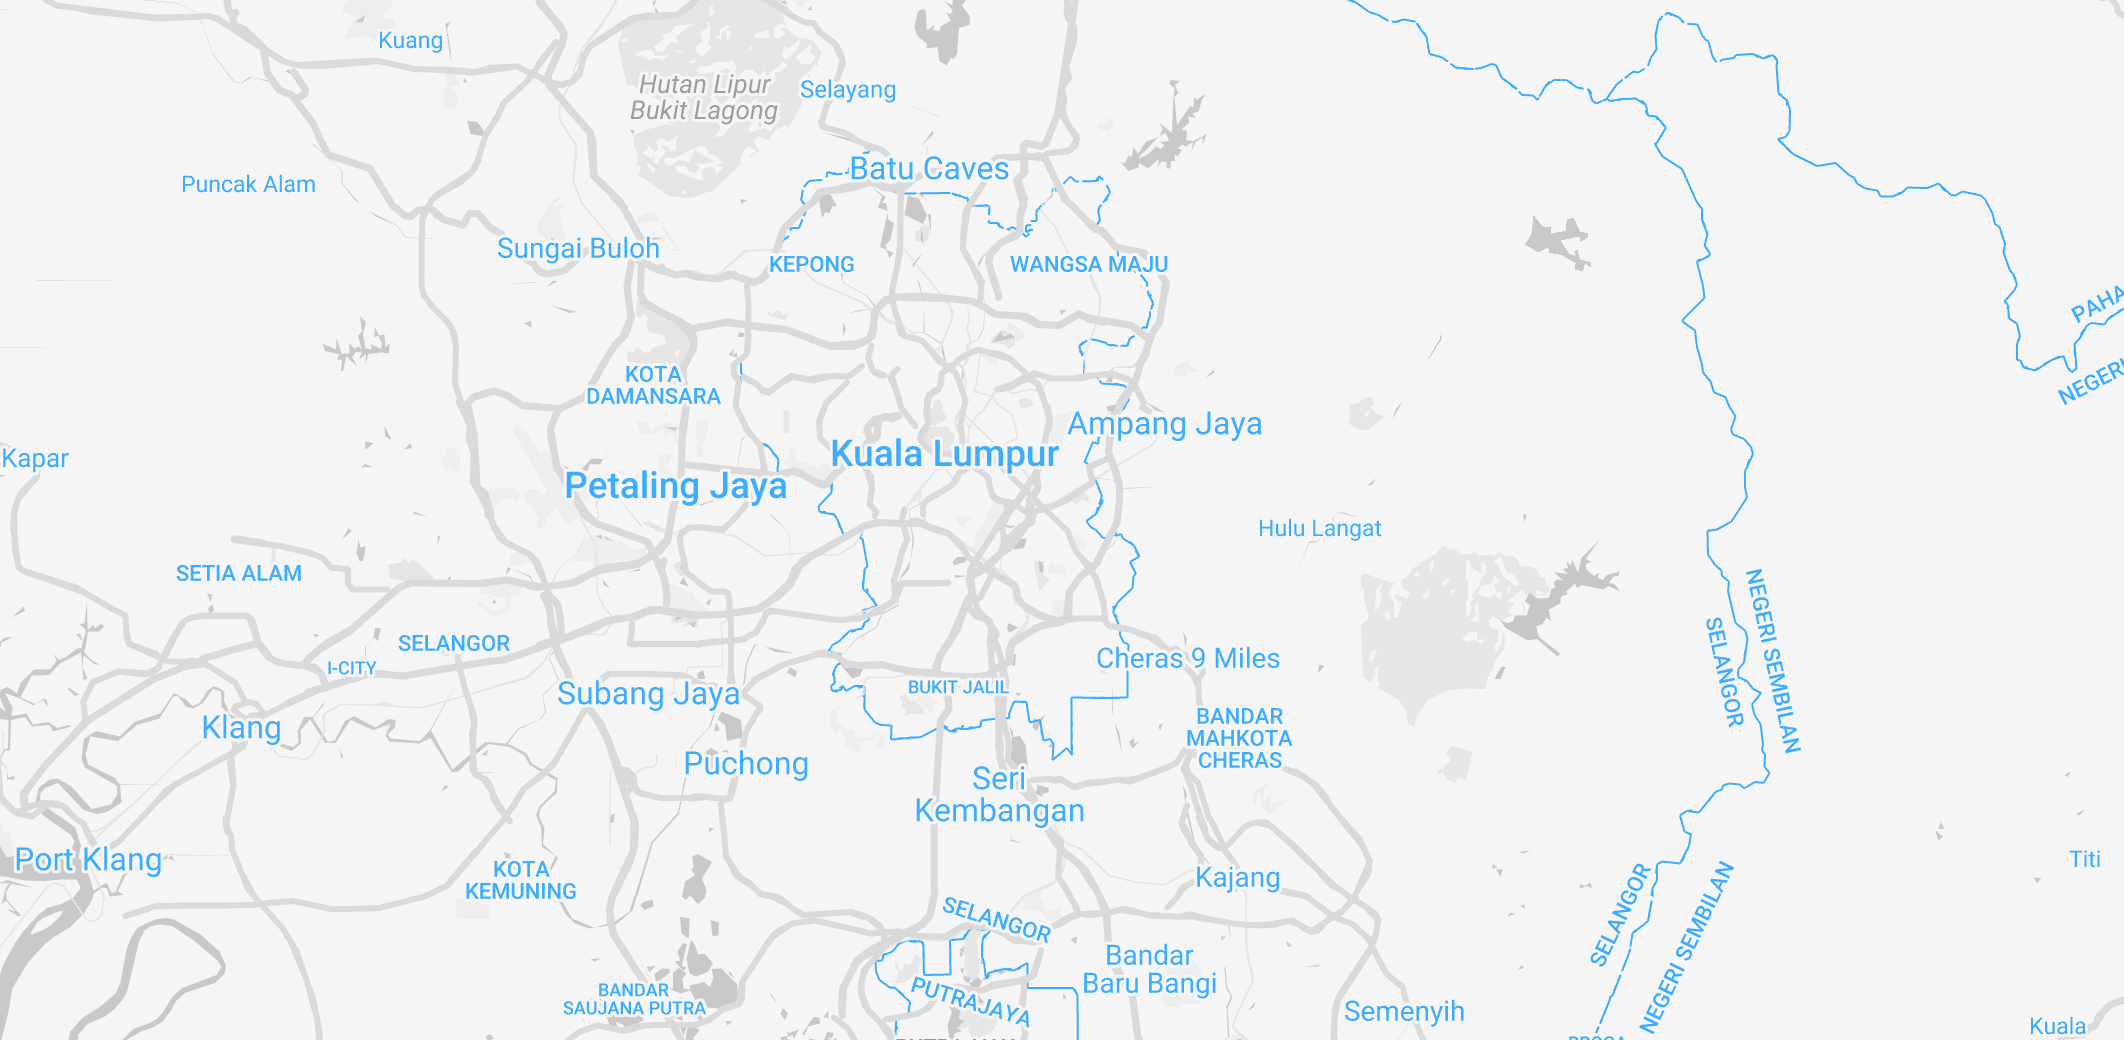 Kuang
Hutan Lipur
Bukit Lagong
Selayang
Batu Caves
Puncak Alam
Sungai Buloh
KEPONG
WANGSA MAJU
PAHA
NEGERI
KOTA
DAMANSARA
Ampang Jaya
Kuala Lumpur
Kapar
Petaling Jaya
Hulu Langat
SETIA ALAM
SELANGOR
I-CITY
Cheras 9 Miles
NEGERI SEMBILAN
SELANGOR
Subang Jaya
BUKIT JALIL
Klang
BANDAR
MAHKOTA
CHERAS
Puchong
Seri
Kembangan
Port Klang
KOTA
KEMUNING
Kajang
Titi
SELANGOR
SELANGOR
NEGERI SEMBILAN
Bandar
Baru Bangi
BANDAR
SAUJANA PUTRA
PUTRAJAYA
Semenyih
Kuala